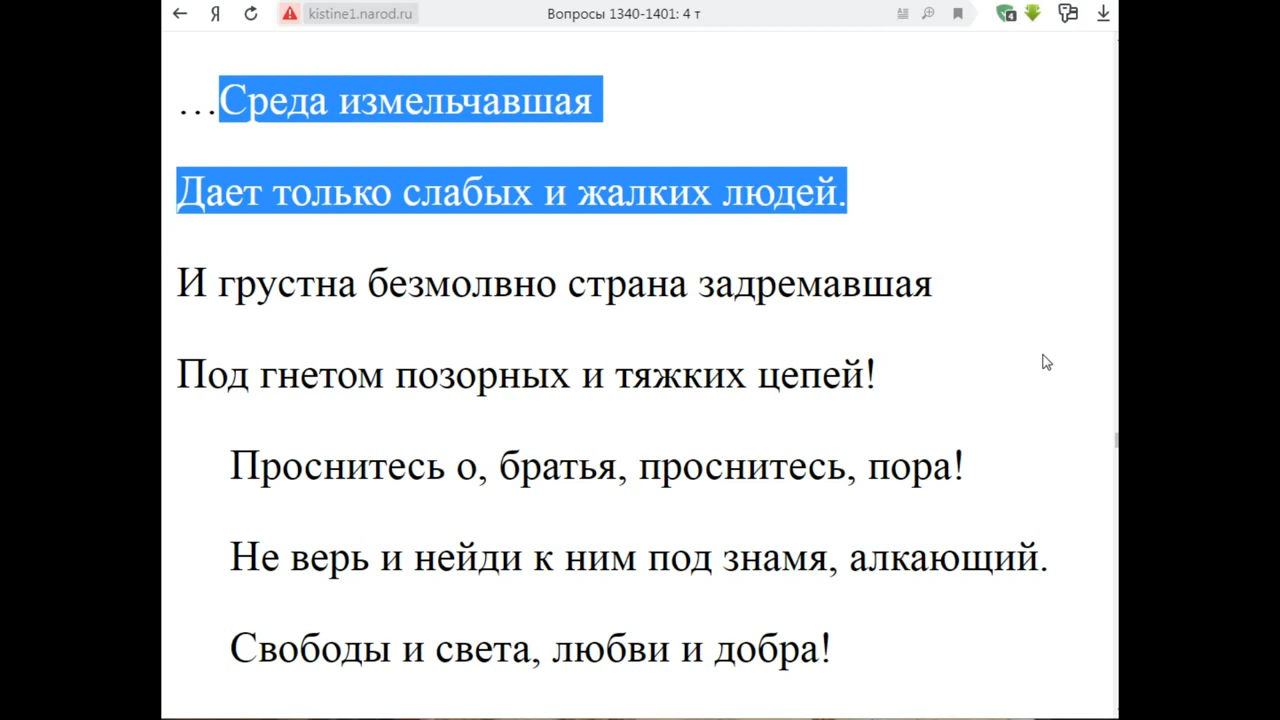 kistine1.narod.ru
Вопросы 1340-1401: 4 т
4
…Среда измельчавшая
Дает только слабых и жалких людей.
И грустна безмолвно страна задремавшая
Под гнетом позорных и тяжких цепей!
Проснитесь о, братья, проснитесь, пора!
Не верь и нейди к ним под знамя, алкающий.
Свободы и света, любви и добра!